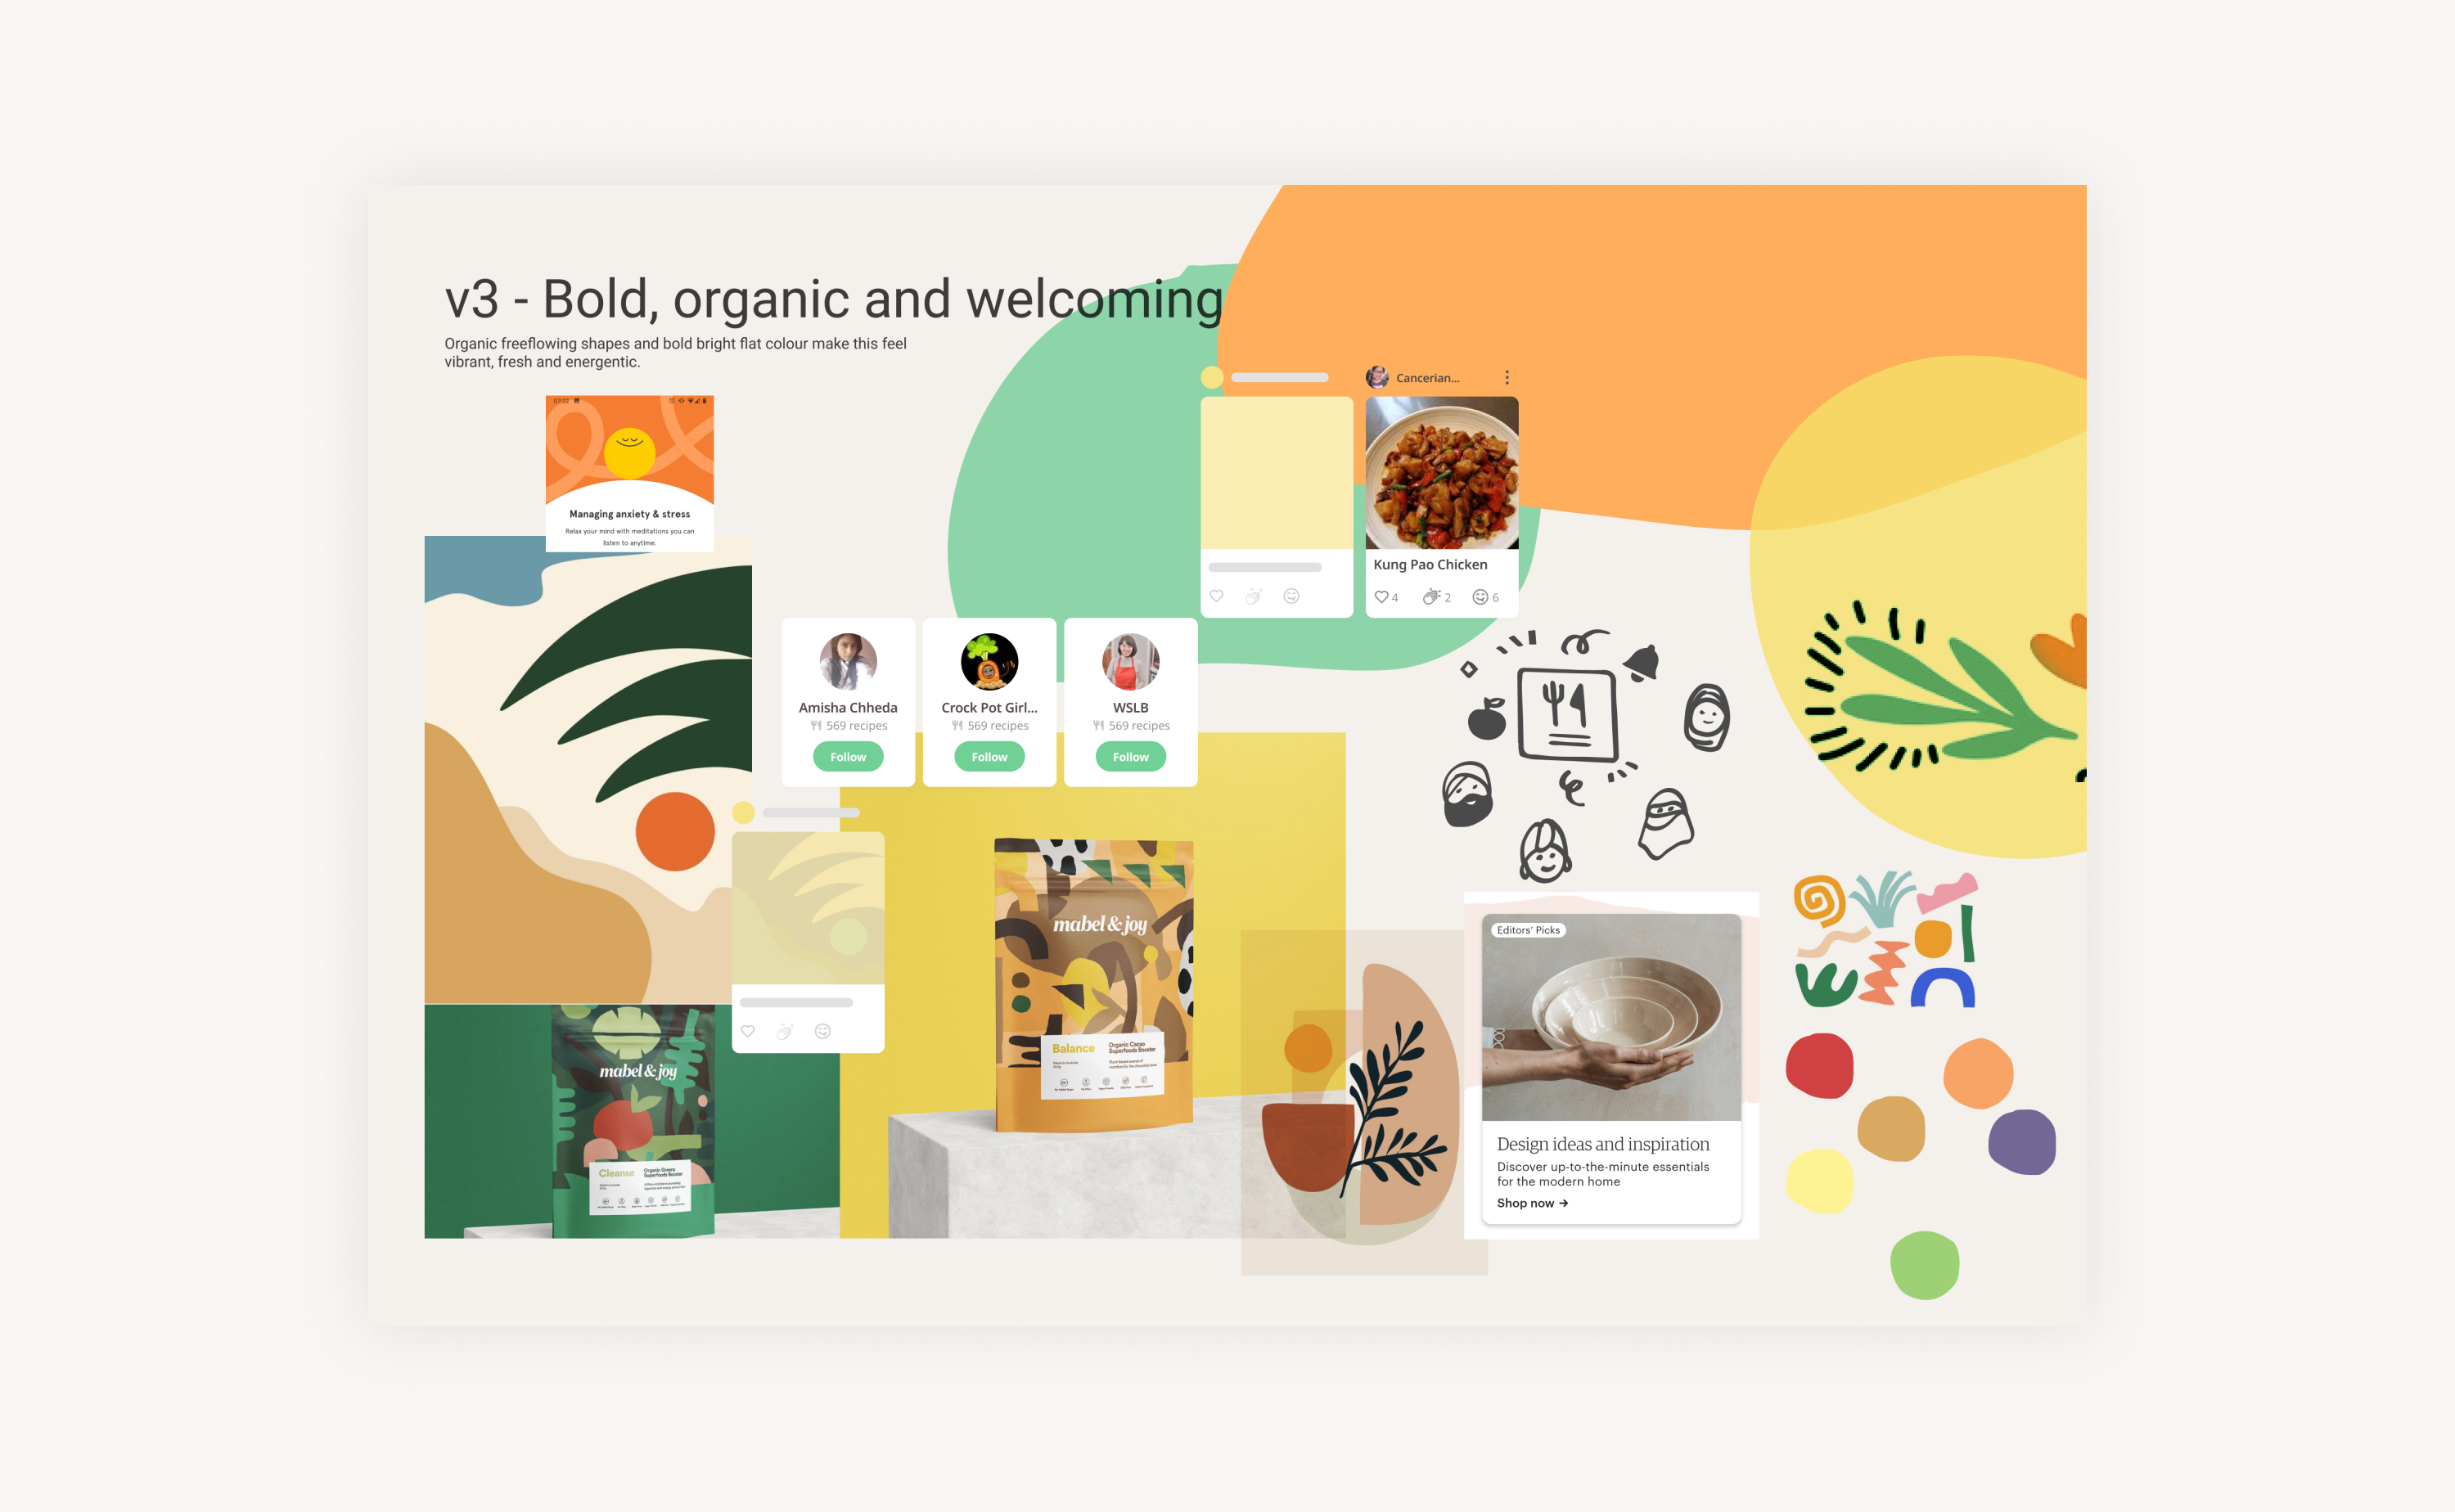 v3 - Bold, organic and welcoming
Organic freeflowing shapes and bold bright flat colour make this feel
vibrant, fresh and energentic.
07:02
Managing anxiety & stress
Relax your mind with meditations you can
listen to anytime.
Cancerian...
Kung Pao Chicken
4 2 6
Amisha Chheda
569 recipes
Follow
Crock Pot Girl...
569 recipes
Follow
WSLB
569 recipes
Follow
mabel & joy
Balance
Organic Cacao
Superfoods Booster
mabel & joy
Cleanse
Organic Greens
Superfoods Booster
Editors' Picks
Design ideas and inspiration
Discover up-to-the-minute essentials
for the modern home
Shop now →